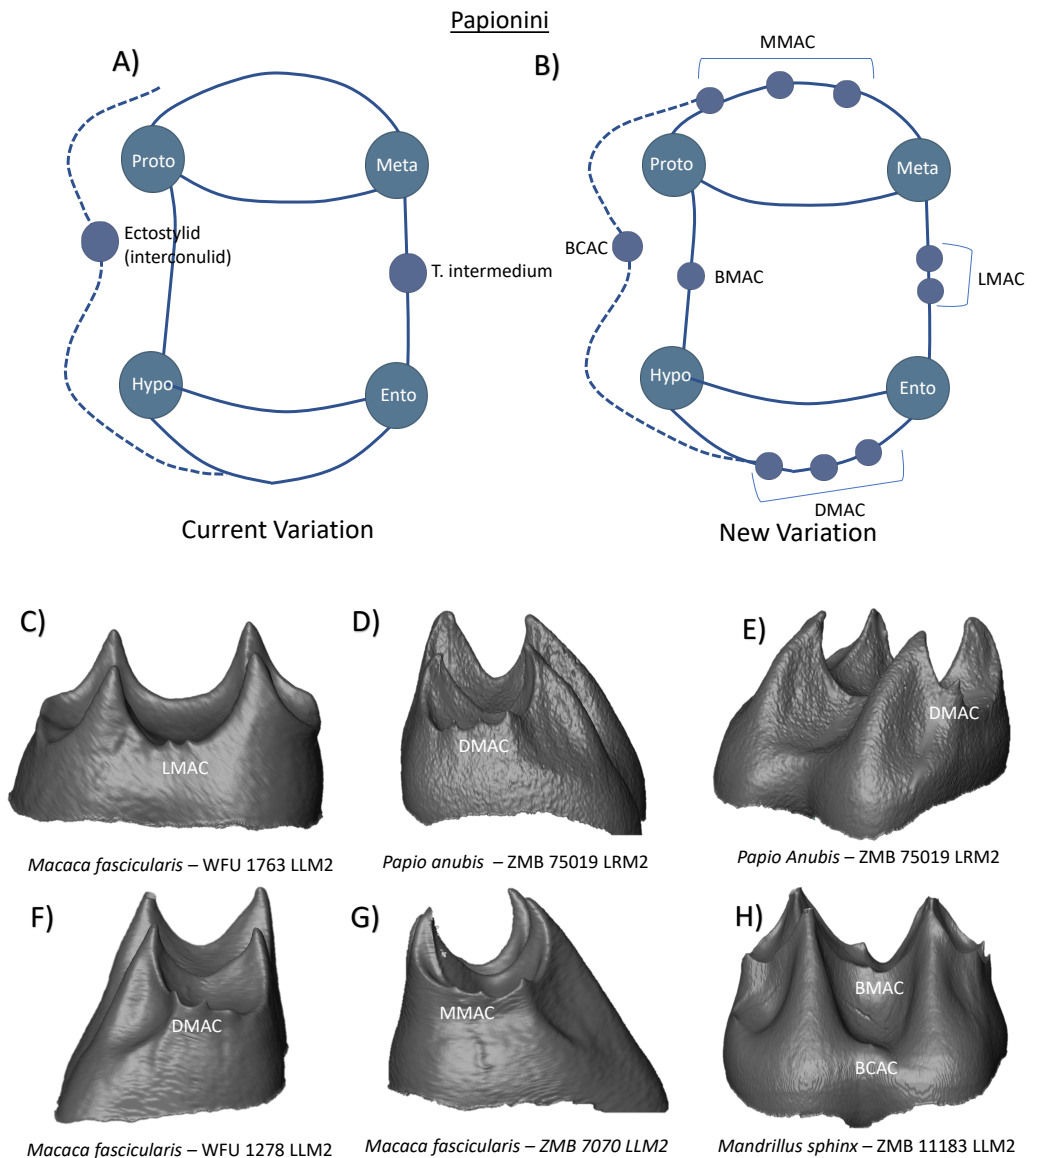 Papionini
A)
B)
MMAC
Proto
Meta
Proto
Meta
Ectostylid
(interconulid)
T. intermedium
BCAC
BMAC
LMAC
Hypo
Ento
Hypo
Ento
DMAC
Current Variation
New Variation
C)
D)
E)
LMAC
DMAC
DMAC
Macaca fascicularis – WFU 1763 LLM2
Papio anubis – ZMB 75019 LRM2
Papio Anubis – ZMB 75019 LRM2
F)
G)
H)
DMAC
MMAC
BMAC
BCAC
Macaca fascicularis – WFU 1278 LLM2
Macaca fascicularis – ZMB 7070 LLM2
Mandrillus sphinx – ZMB 11183 LLM2